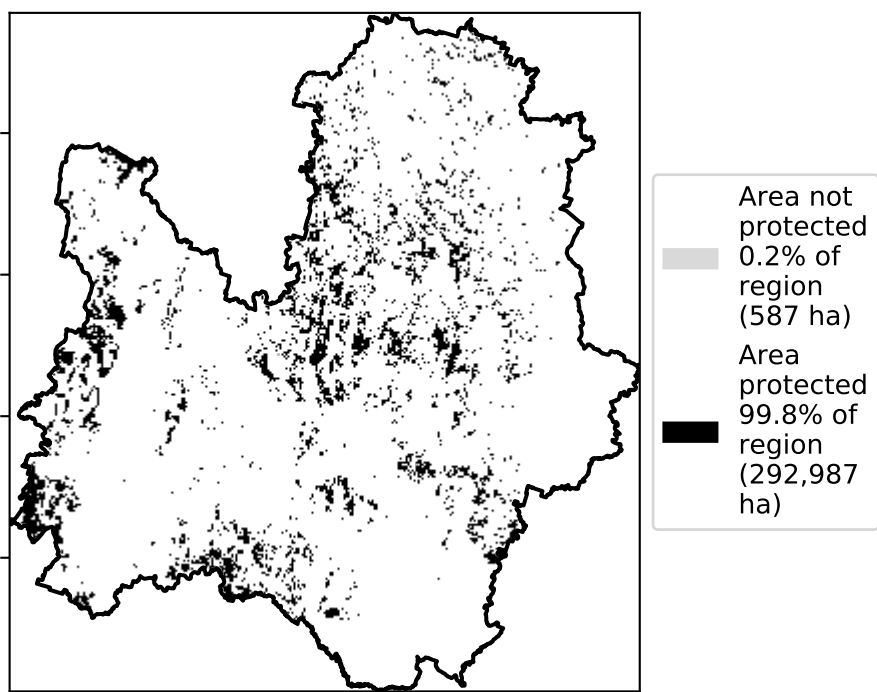 Area not
protected
0.2% of
region
(587 ha)
Area
protected
99.8% of
region
(292,987
ha)